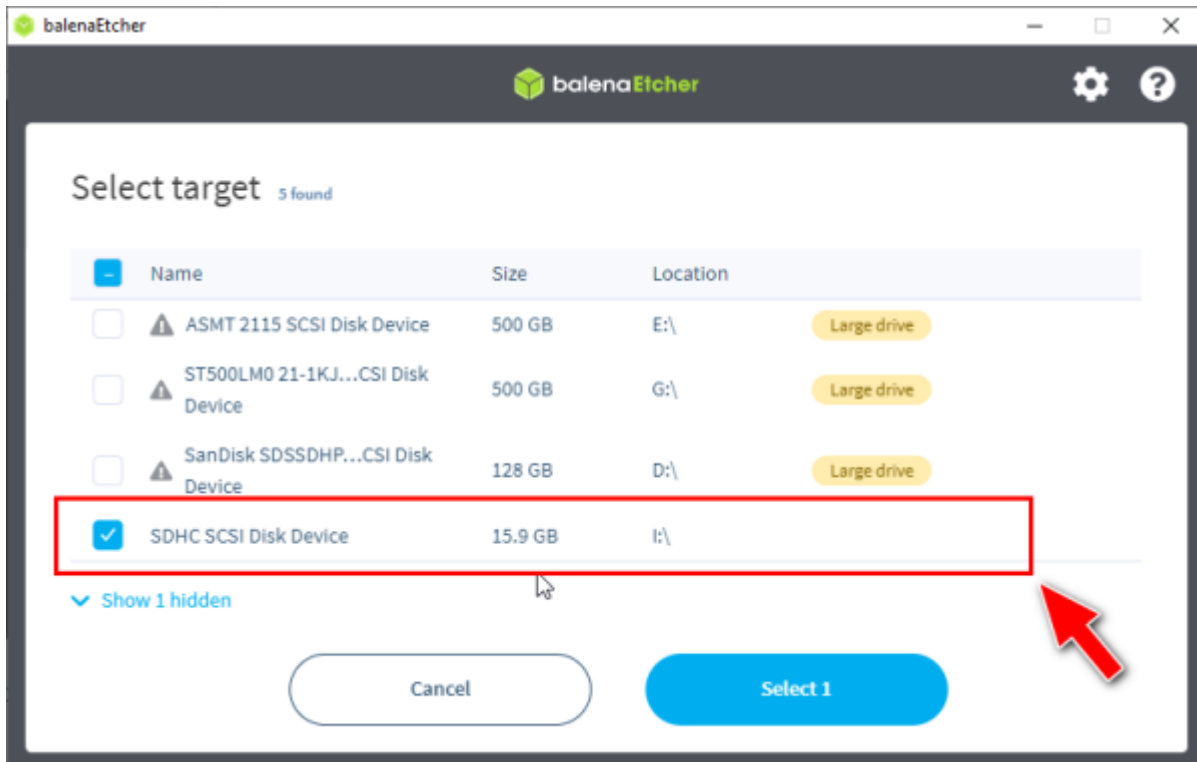 balenaEtcher
balenaEtcher
Select target 5 found
Name Size Location
ASMT 2115 SCSI Disk Device 500 GB E:\ Large drive
ST500LM0 21-1KJ...CSI Disk
Device 500 GB G:\ Large drive
SanDisk SDSSDHP...CSI Disk
Device 128 GB D:\ Large drive
SDHC SCSI Disk Device 15.9 GB I:\
Show 1 hidden
Cancel Select 1